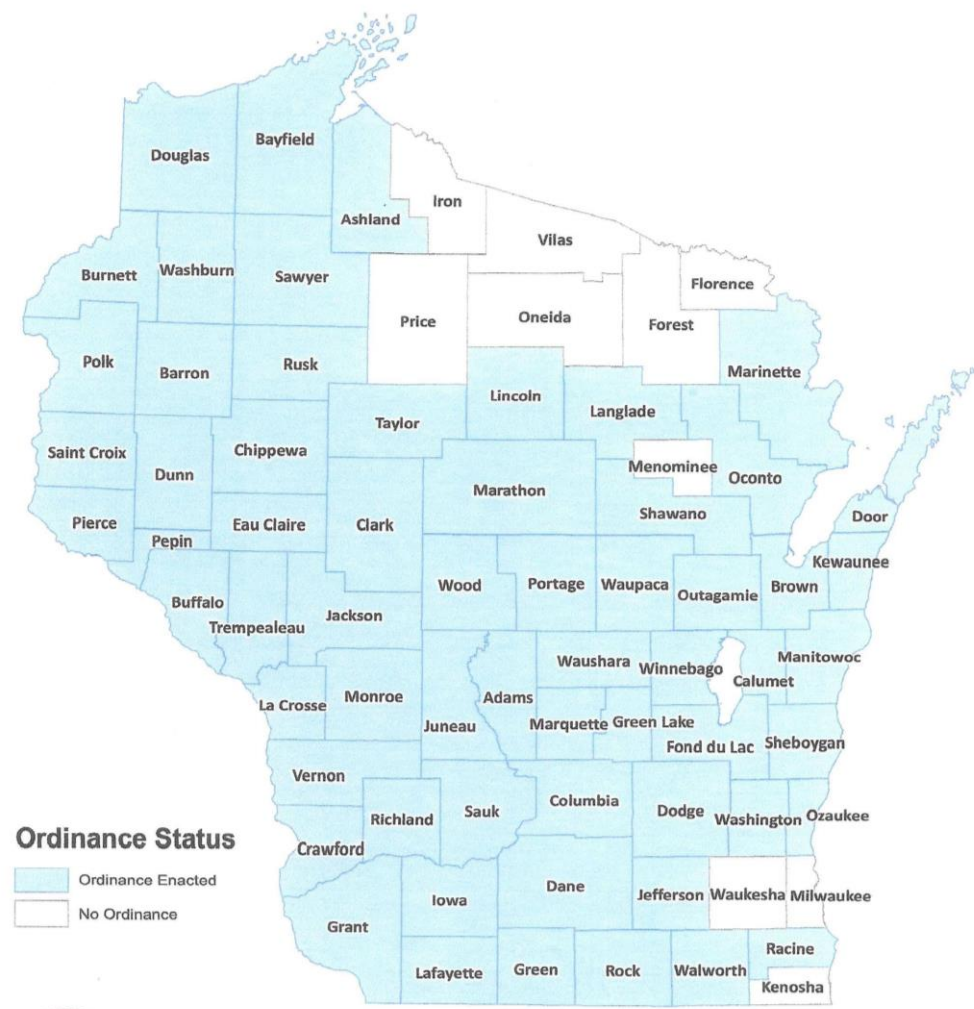 Bayfield
Douglas
Iron
Ashland
Vilas
Burnett
Washburn
Sawyer
Florence
Price
Oneida
Forest
Polk
Barron
Rusk
Marinette
Lincoln
Langlade
Taylor
Saint Croix
Chippewa
Dunn
Menominee
Oconto
Marathon
Shawano
Pierce
Eau Claire
Clark
Door
Pepin
Kewaunee
Wood
Portage
Waupaca
Outagamie
Brown
Buffalo
Trempealeau
Jackson
Waushara
Winnebago
Manitowoc
Calumet
La Crosse
Monroe
Adams
Juneau
Marquette
Green Lake
Fond du Lac
Sheboygan
Vernon
Columbia
Richland
Sauk
Dodge
Washington
Ozaukee
Crawford
Dane
Jefferson
Waukesha
Milwaukee
Iowa
Grant
Racine
Lafayette
Green
Rock
Walworth
Kenosha
Ordinance Status
Ordinance Enacted
No Ordinance